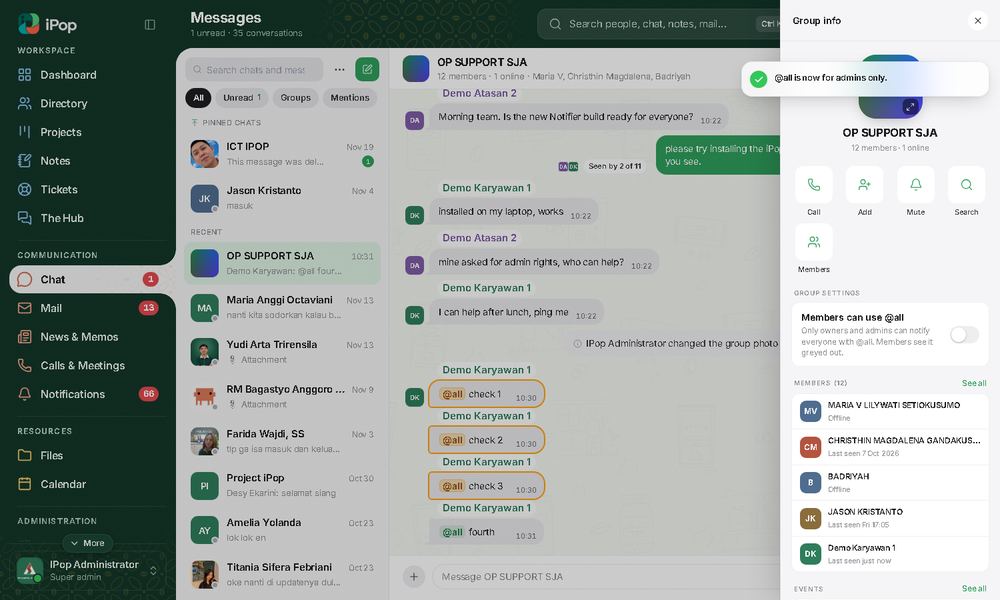 iPop
WORKSPACE
Dashboard
Directory
Projects
Notes
Tickets
The Hub
COMMUNICATION
Chat 1
Mail 13
News & Memos
Calls & Meetings
Notifications 66
RESOURCES
Files
Calendar
ADMINISTRATION
More
IPop Administrator
Super admin
Messages
1 unread · 35 conversations
Search people, chat, notes, mail...
Search chats and mess
All
Unread 1
Groups
Mentions
PINNED CHATS
ICT IPOP Nov 19
This message was del... 1
JK Jason Kristanto Nov 4
masuk
RECENT
OP SUPPORT SJA 10:31
Demo Karyawan: @all four...
MA Maria Anggi Octaviani Nov 13
nanti kita sodorkan kalau b...
Yudi Arta Trirensila Nov 13
Attachment
RM Bagastyo Anggoro ... Nov 9
Attachment
Farida Wajdi, SS Nov 3
tip ga isa masuk dan kelua...
PI Project iPop Oct 30
Desy Ekarini: selamat siang
AY Amelia Yolanda Oct 23
lok lok en
Titania Sifera Febriani Oct 23
oke nanti di updatenya dul...
OP SUPPORT SJA
12 members · 1 online · Maria V, Christhin Magdalena, Badriyah
Demo Atasan 2
DA Morning team. Is the new Notifier build ready for everyone? 10:22
please try installing the iPop
you see.
DA DK Seen by 2 of 11
Demo Karyawan 1
DK installed on my laptop, works 10:22
Demo Atasan 2
DA mine asked for admin rights, who can help? 10:22
Demo Karyawan 1
DK I can help after lunch, ping me 10:22
IPop Administrator changed the group photo
Demo Karyawan 1
DK @all check 1 10:30
Demo Karyawan 1
@all check 2 10:30
Demo Karyawan 1
@all check 3 10:30
Demo Karyawan 1
@all fourth 10:31
Message OP SUPPORT SJA
Group info
@all is now for admins only.
OP SUPPORT SJA
12 members · 1 online
Call
Add
Mute
Search
Members
GROUP SETTINGS
Members can use @all
Only owners and admins can notify
everyone with @all. Members see it
greyed out.
MEMBERS (12) See all
MV MARIA V LILYWATI SETIOKUSUMO
Offline
CM CHRISTHIN MAGDALENA GANDAKUS...
Last seen 7 Oct 2026
B BADRIYAH
Offline
JK JASON KRISTANTO
Last seen Fri 17:05
DK Demo Karyawan 1
Last seen just now
EVENTS See all